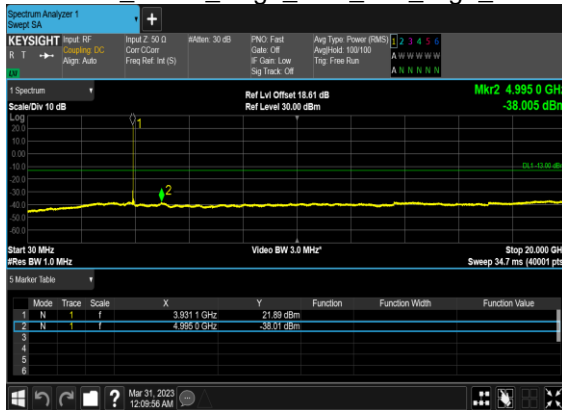 Spectrum Analyzer 1
Swept SA
+
KEYSIGHT Input: RF Input Z: 50 Ω #Atten: 30 dB PNO: Fast Avg Type: Power (RMS) 1 2 3 4 5 6
R T Coupling: DC Corr CCorr Gate: Off Avg|Hold: 100/100 A W W W W W
Align: Auto Freq Ref: Int (S) IF Gain: Low Trig: Free Run
LXI Sig Track: Off A N N N N N
1 Spectrum Ref Lvl Offset 18.61 dB Mkr2 4.995 0 GHz
Scale/Div 10 dB Ref Level 30.00 dBm -38.005 dBm
Log
20.0
10.0
0.00
-10.0
-20.0
-30.0
-40.0
-50.0
-60.0
1
DL1 -13.00 dBm
2
Start 30 MHz Video BW 3.0 MHz* Stop 20.000 GHz
#Res BW 1.0 MHz Sweep 34.7 ms (40001 pts)
5 Marker Table
Mode Trace Scale X Y Function Function Width Function Value
1 N 1 f 3.931 1 GHz 21.89 dBm
2 N 1 f 4.995 0 GHz -38.01 dBm
3
4
5
6
? Mar 31, 2023
12:09:56 AM